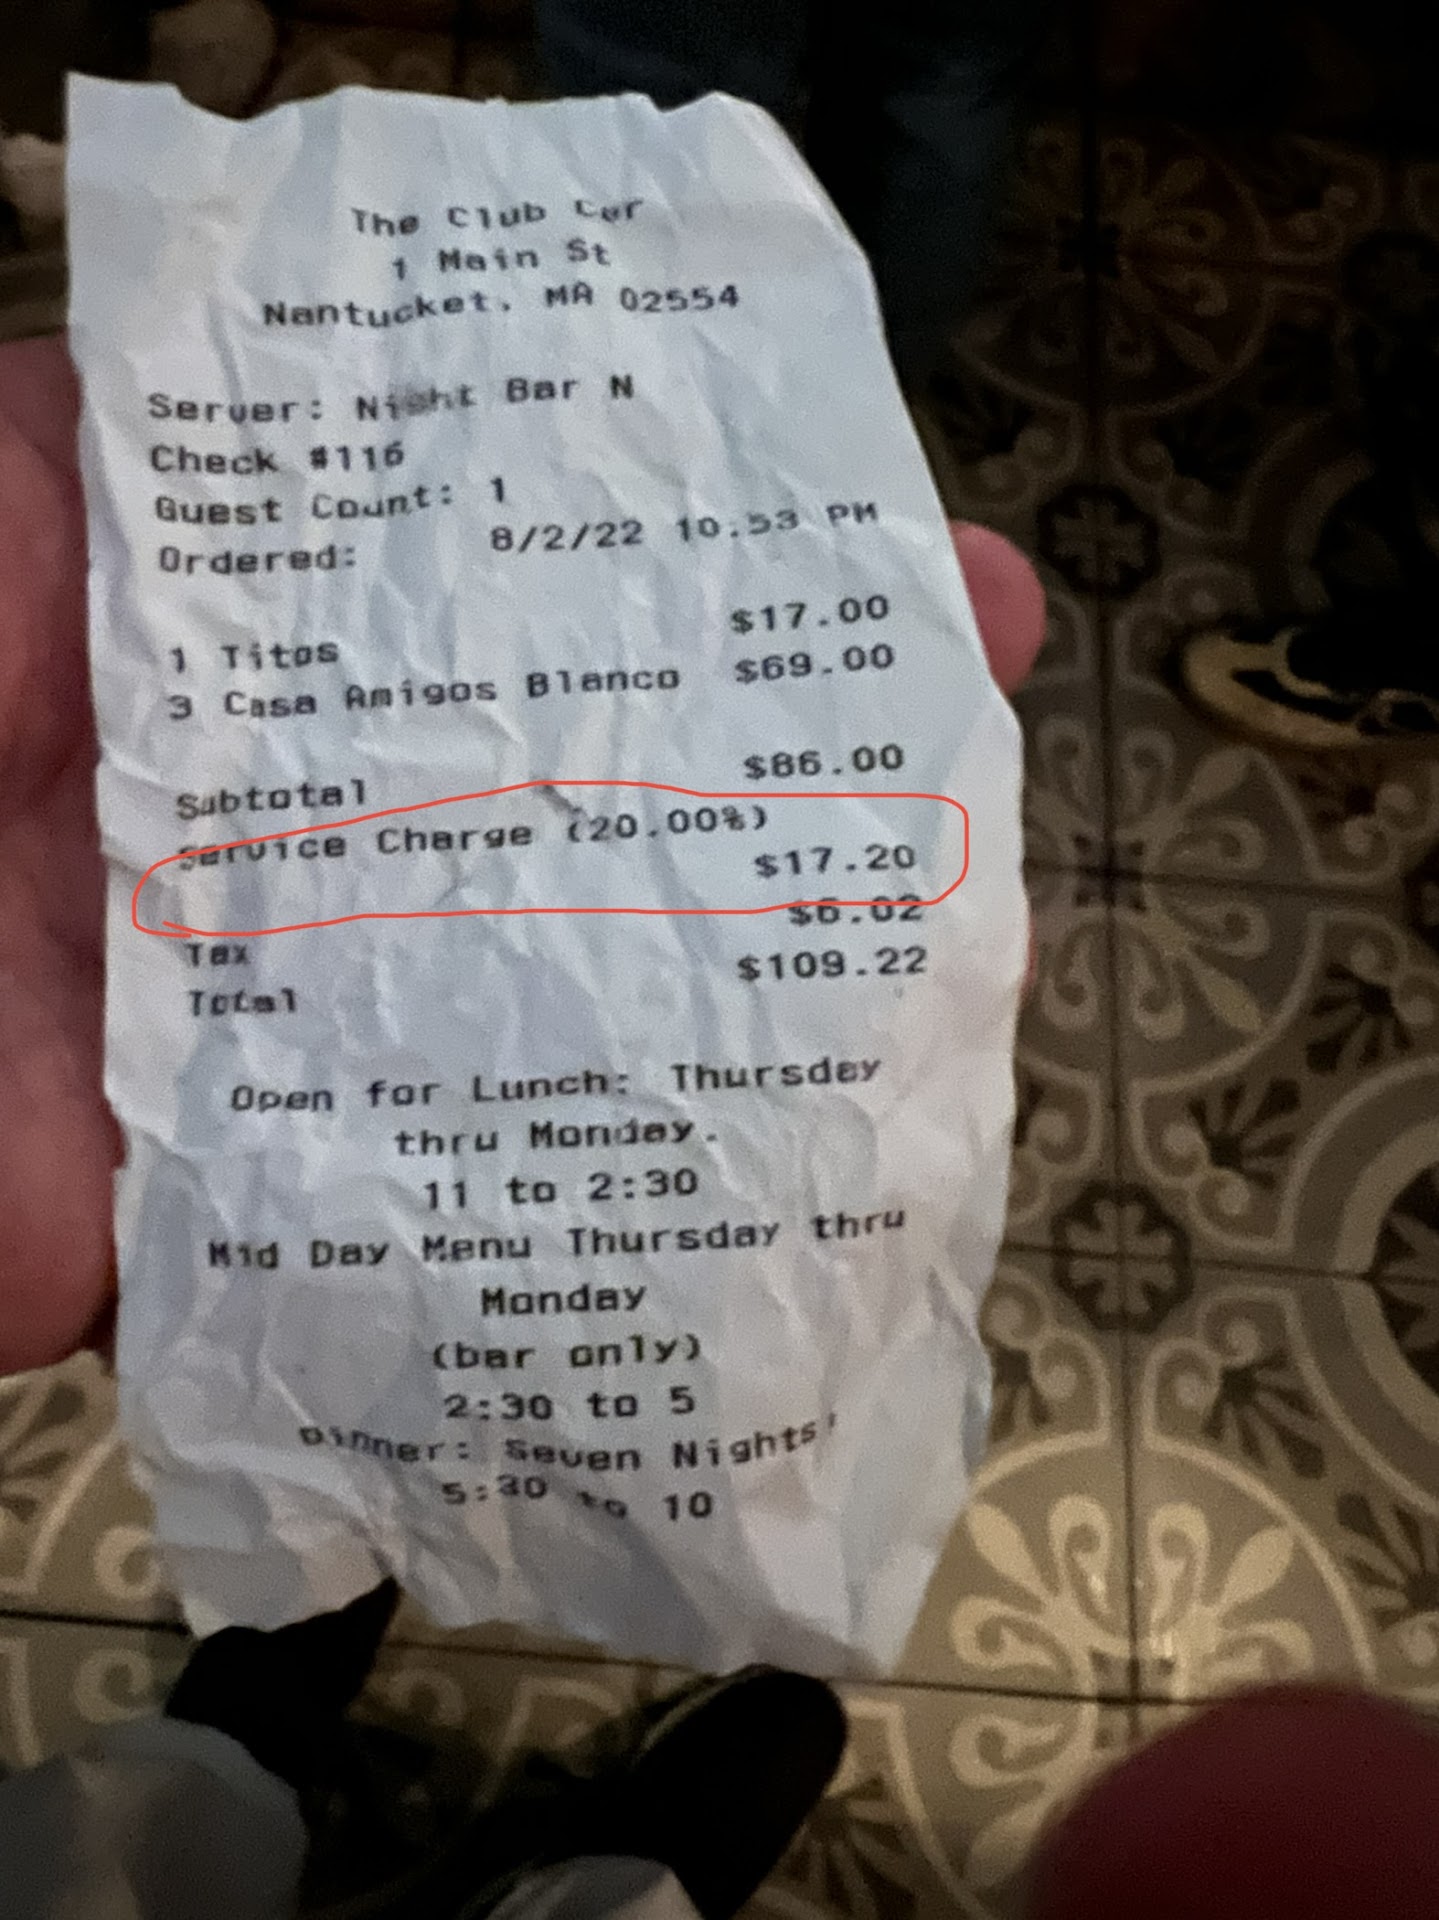 The Club Car
1 Main St
Nantucket, MA 02554
Server: Night Bar N
Check #116
Guest Count: 1
Ordered: 8/2/22 10:53 PM
1 Titos $17.00
3 Casa Amigos Blanco $69.00
Subtotal $86.00
Service Charge (20.00%)
$17.20
Tax $6.02
Total $109.22
Open for Lunch: Thursday
thru Monday.
11 to 2:30
Mid Day Menu Thursday thru
Monday
(bar only)
2:30 to 5
Dinner: Seven Nights'
5:30 to 10